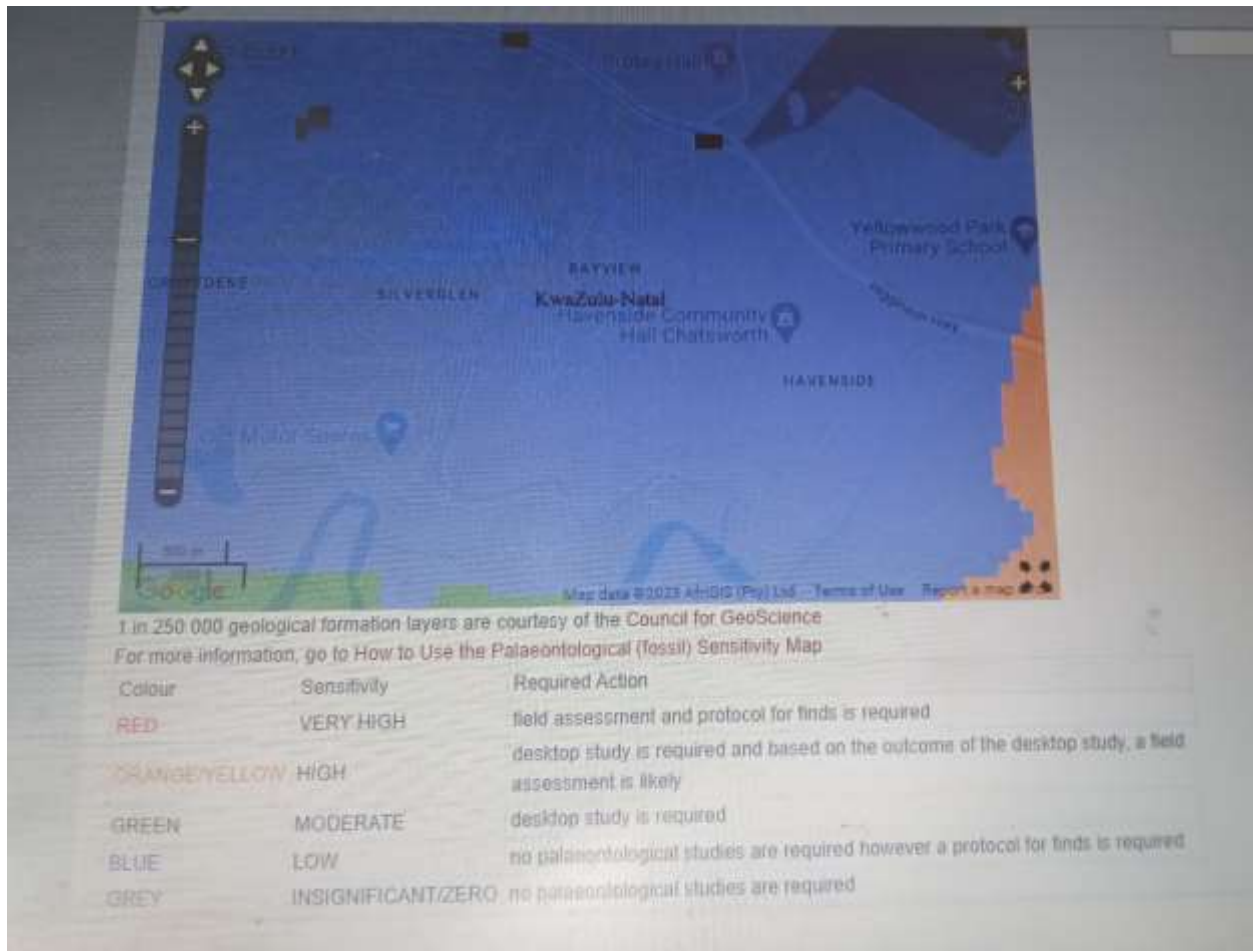 Yellowwood Park
Primary School
BAYVIEW
SILVERGLEN
KwaZulu-Natal
Havenside Community
Hall Chatsworth
HAVENSIDE
Higginson Hwy
Motor Spares
500 m
Google
Map data ©2023 AfriGIS (Pty) Ltd Terms of Use Report a map
1 in 250 000 geological formation layers are courtesy of the Council for GeoScience
For more information, go to How to Use the Palaeontological (fossil) Sensitivity Map
Colour Sensitivity Required Action
RED VERY HIGH field assessment and protocol for finds is required
ORANGE/YELLOW HIGH desktop study is required and based on the outcome of the desktop study, a field
assessment is likely
GREEN MODERATE desktop study is required
BLUE LOW no palaeontological studies are required however a protocol for finds is required
GREY INSIGNIFICANT/ZERO no palaeontological studies are required